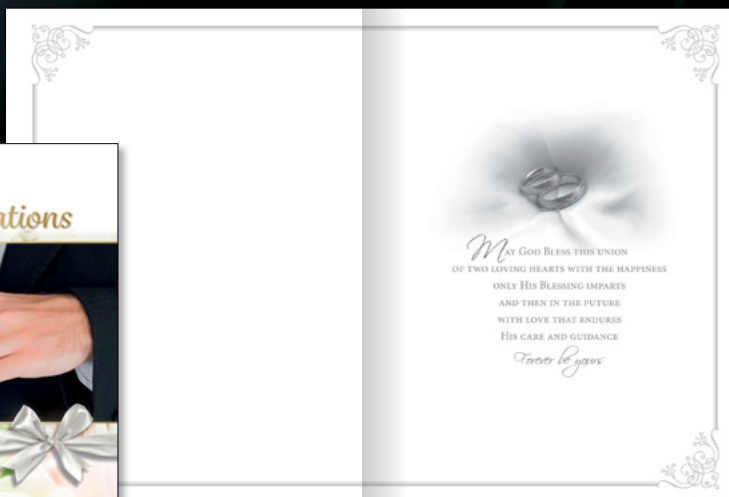 May God Bless this union
of two loving hearts with the happiness
only His Blessing imparts
and then in the future
with love that endures
His care and guidance
Forever be yours